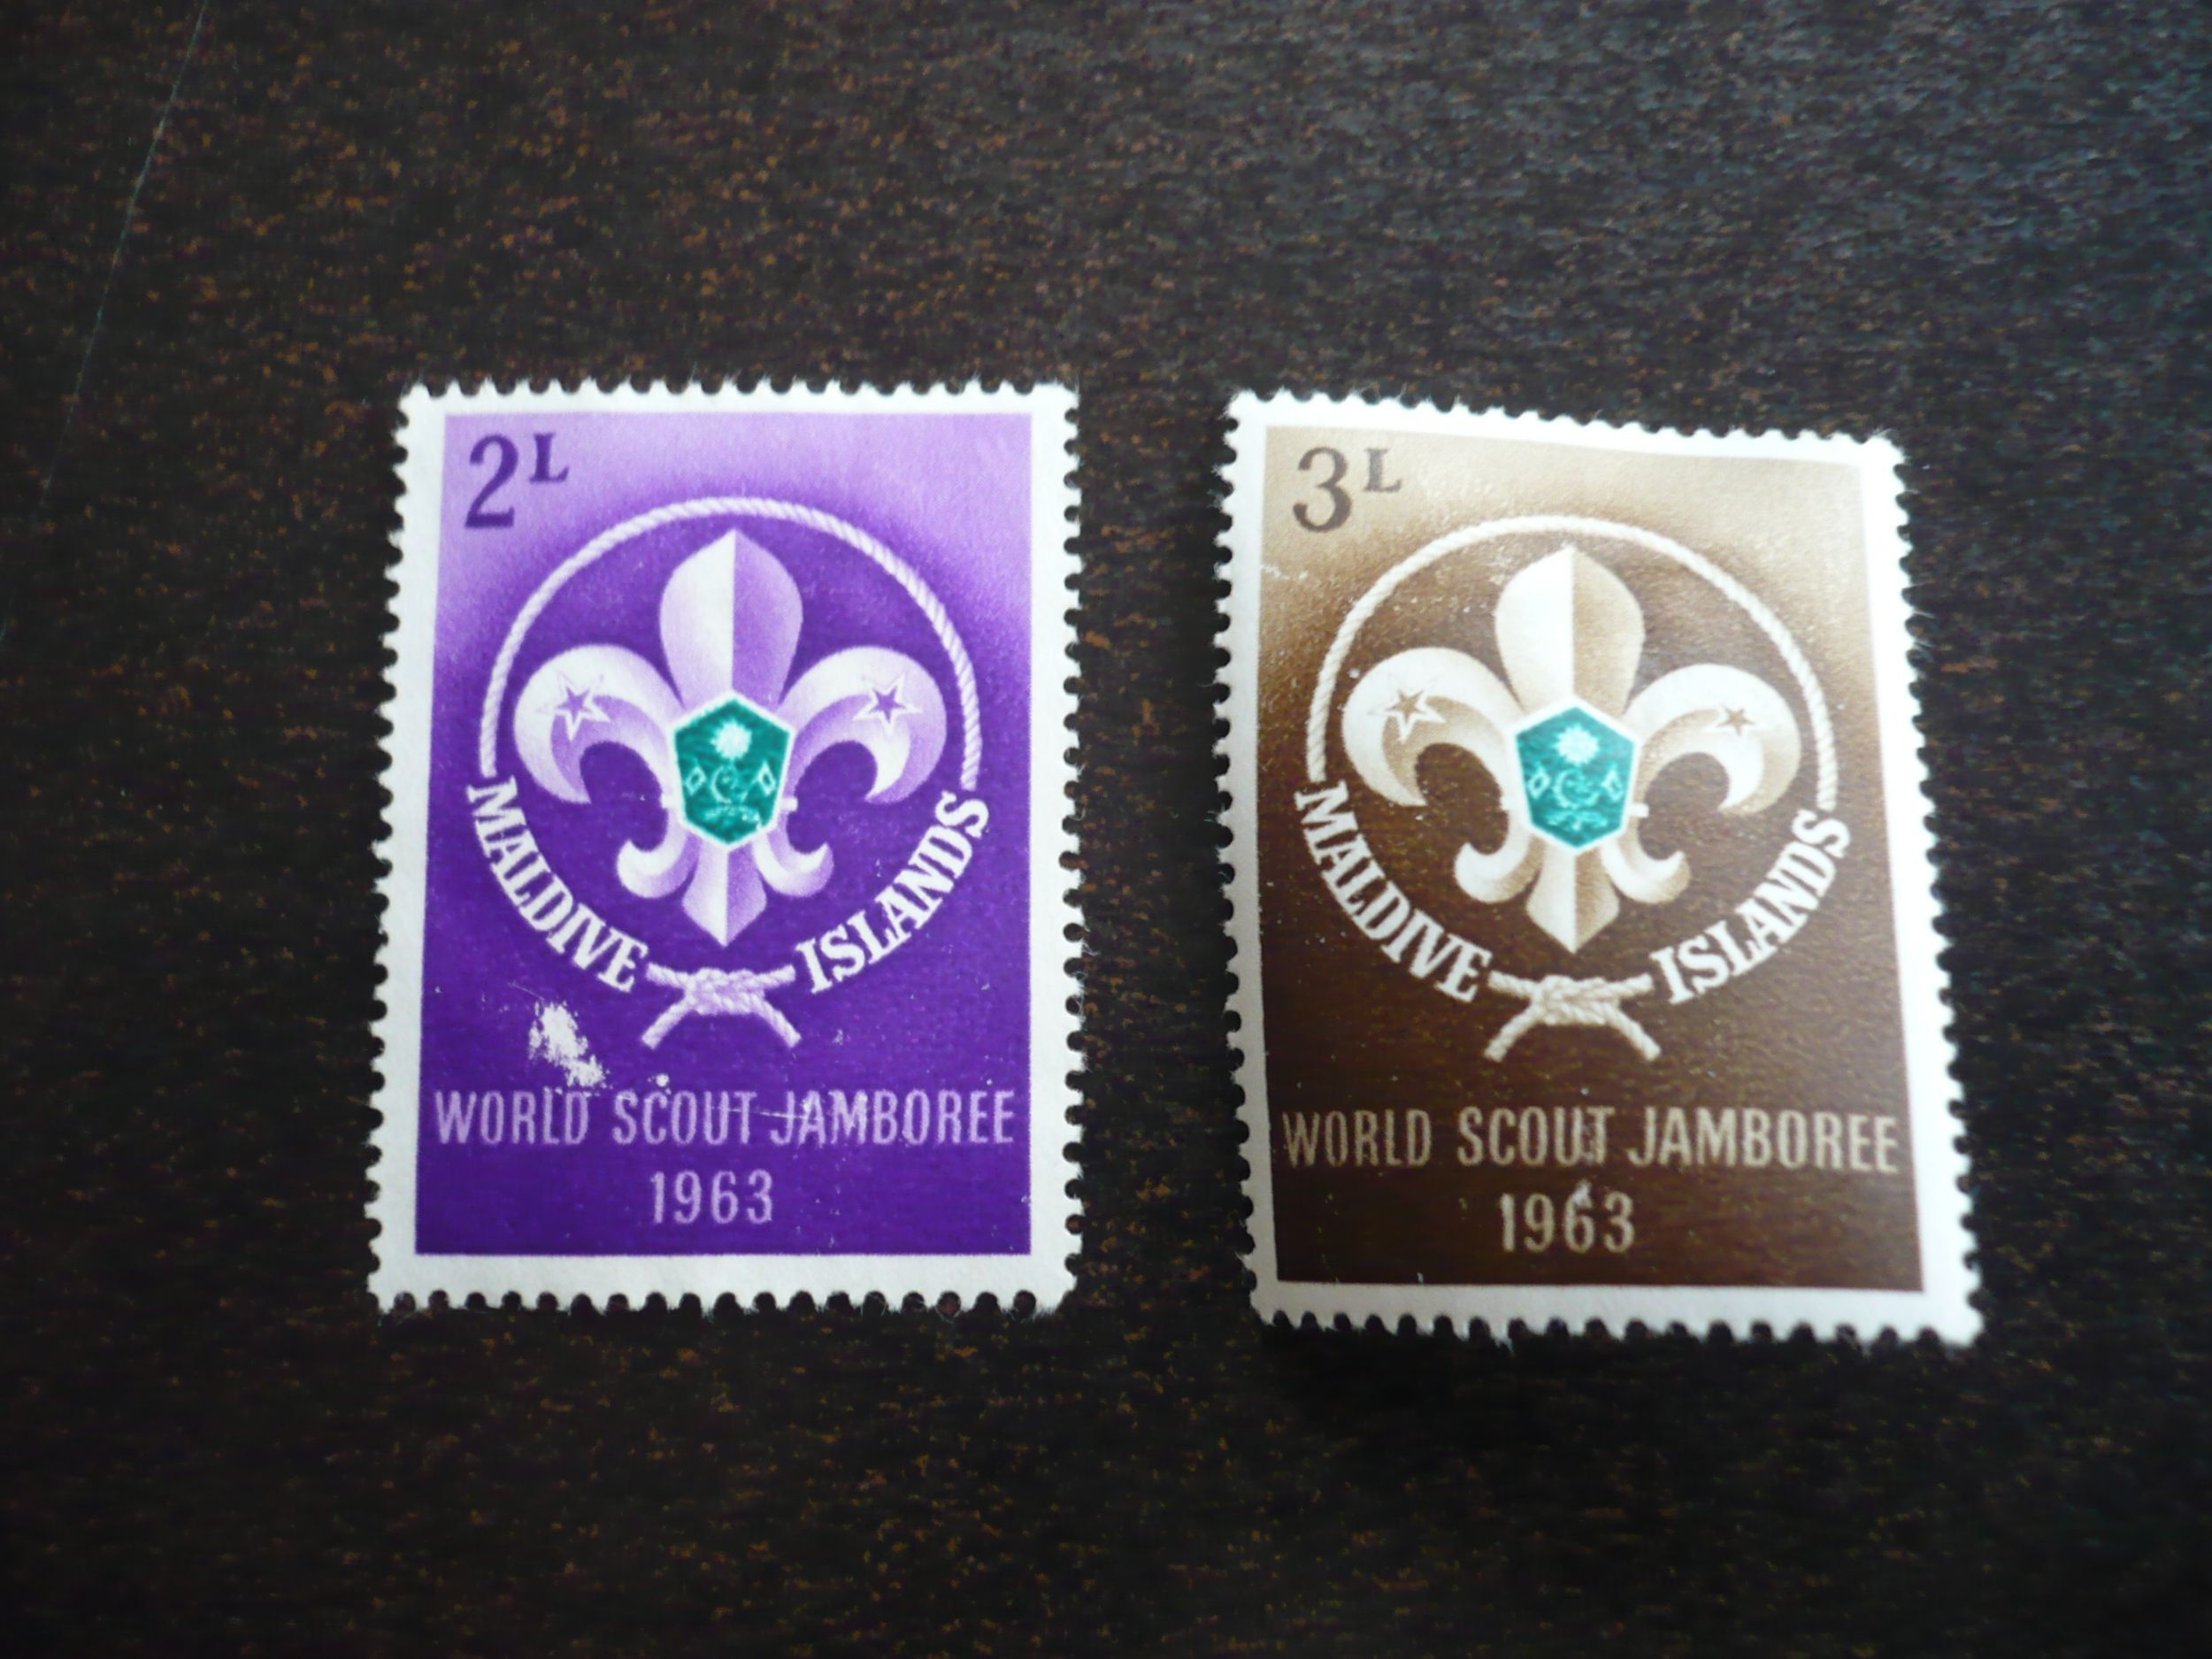 2L
MALDIVE ISLANDS
WORLD SCOUT JAMBOREE
1963
3L
MALDIVE ISLANDS
WORLD SCOUT JAMBOREE
1963